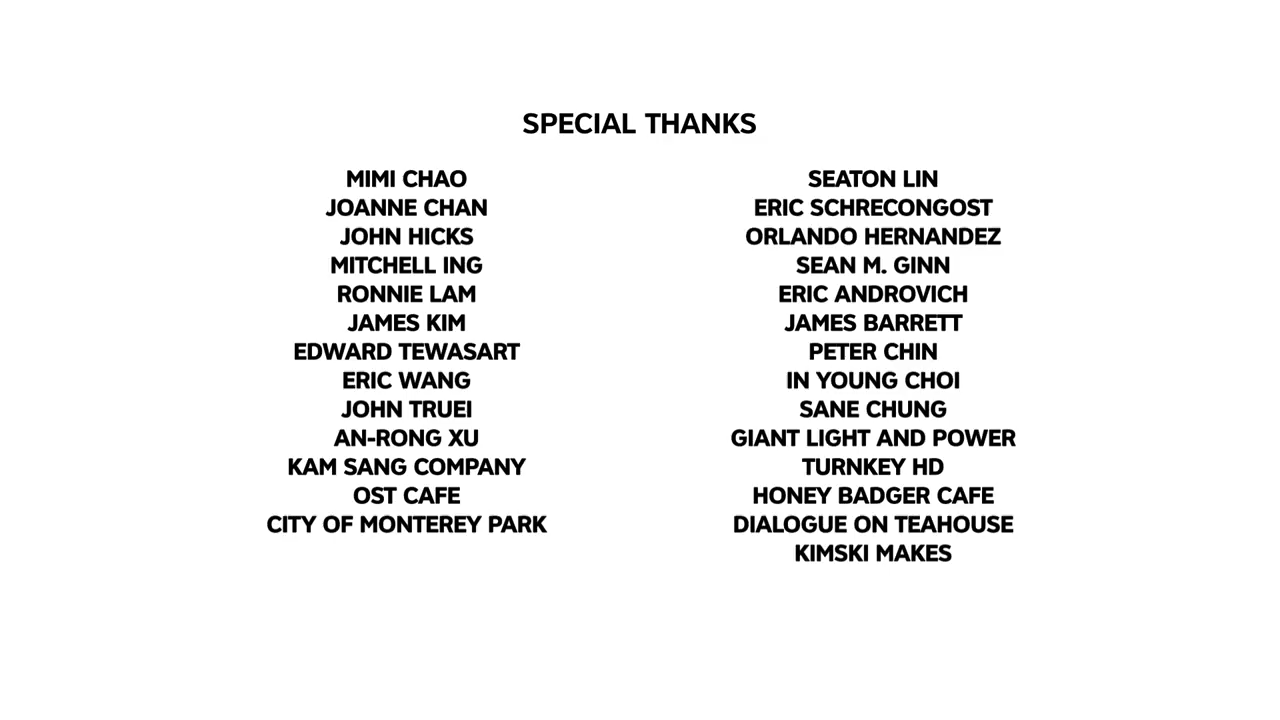 SPECIAL THANKS
MIMI CHAO
JOANNE CHAN
JOHN HICKS
MITCHELL ING
RONNIE LAM
JAMES KIM
EDWARD TEWASART
ERIC WANG
JOHN TRUEI
AN-RONG XU
KAM SANG COMPANY
OST CAFE
CITY OF MONTEREY PARK
SEATON LIN
ERIC SCHRECONGOST
ORLANDO HERNANDEZ
SEAN M. GINN
ERIC ANDROVICH
JAMES BARRETT
PETER CHIN
IN YOUNG CHOI
SANE CHUNG
GIANT LIGHT AND POWER
TURNKEY HD
HONEY BADGER CAFE
DIALOGUE ON TEAHOUSE
KIMSKI MAKES